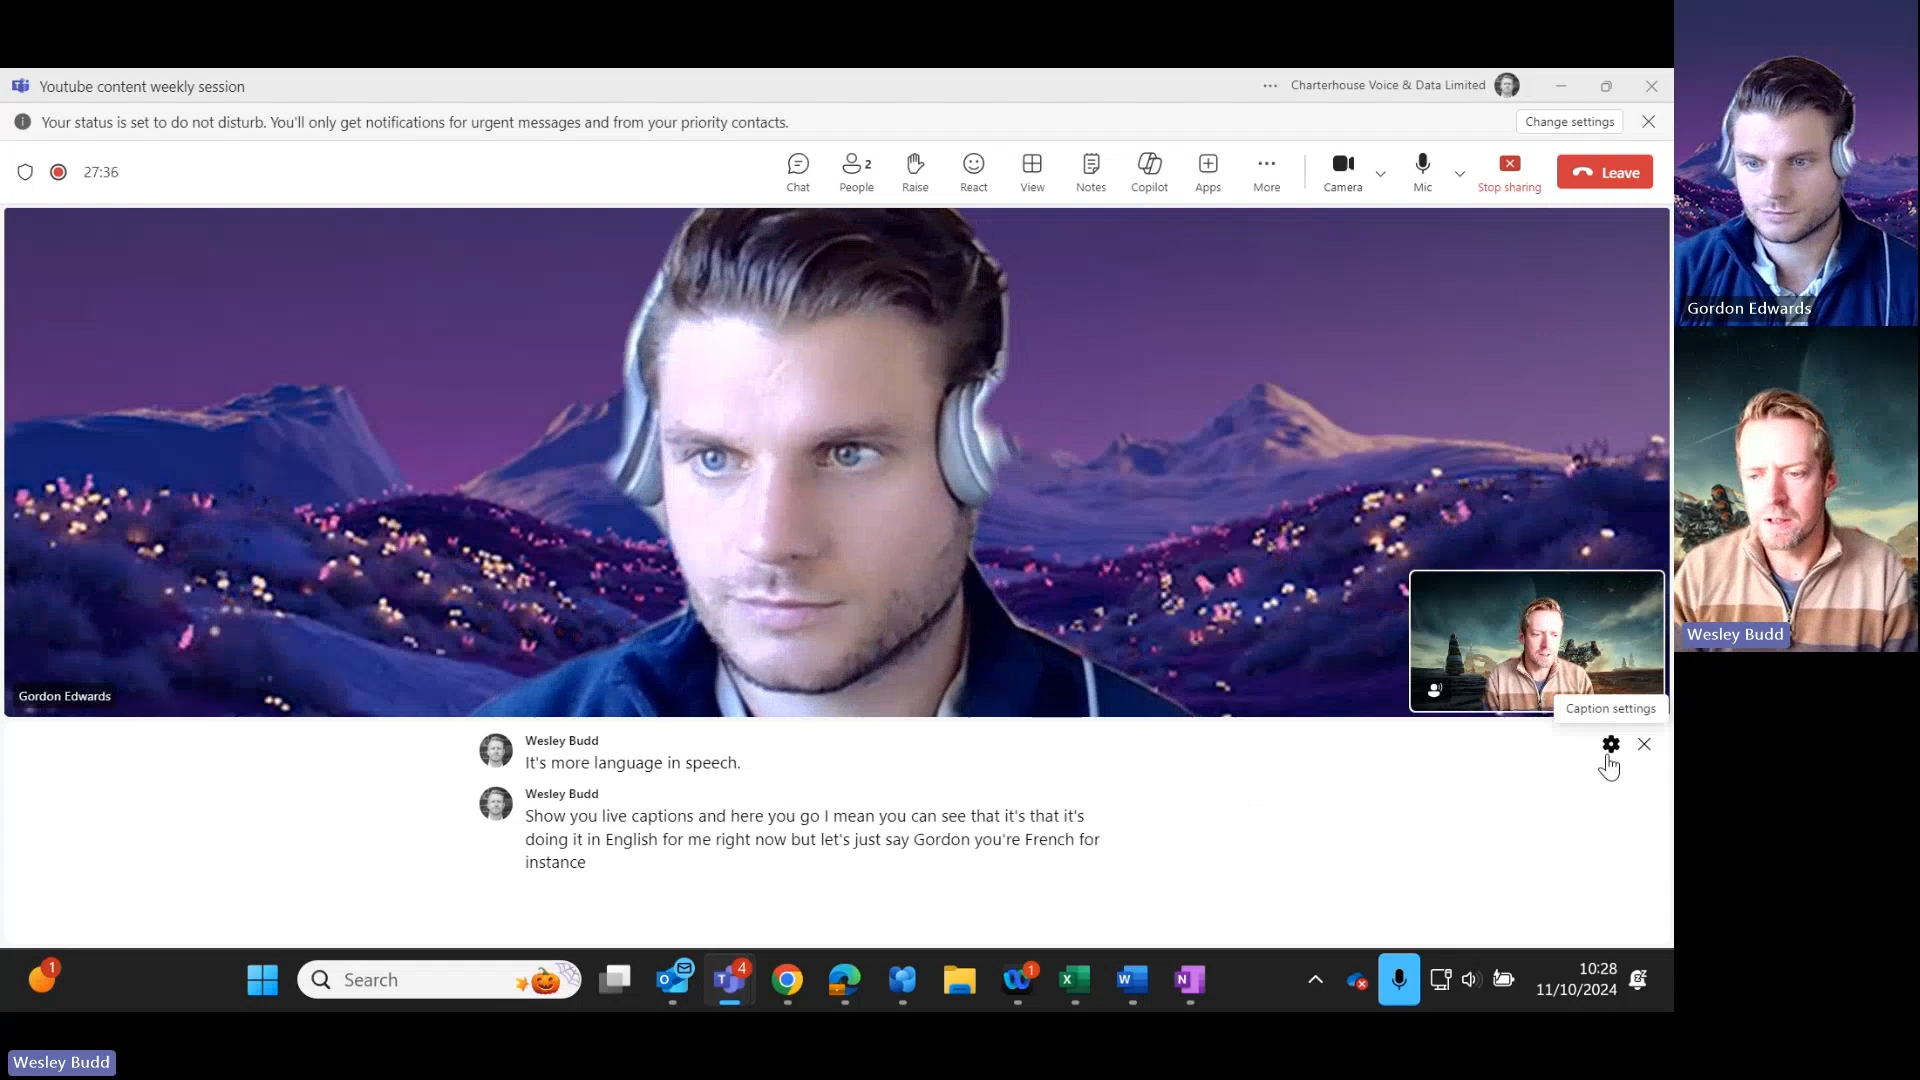 Youtube content weekly session
Charterhouse Voice & Data Limited
Your status is set to do not disturb. You'll only get notifications for urgent messages and from your priority contacts.
Change settings
27:36
Chat
People 2
Raise
React
View
Notes
Copilot
Apps
More
Camera
Mic
Stop sharing
Leave
Gordon Edwards
Wesley Budd
Gordon Edwards
Caption settings
Wesley Budd
It's more language in speech.
Wesley Budd
Show you live captions and here you go I mean you can see that it's that it's
doing it in English for me right now but let's just say Gordon you're French for
instance
1
Search
4
1
10:28
11/10/2024
Wesley Budd